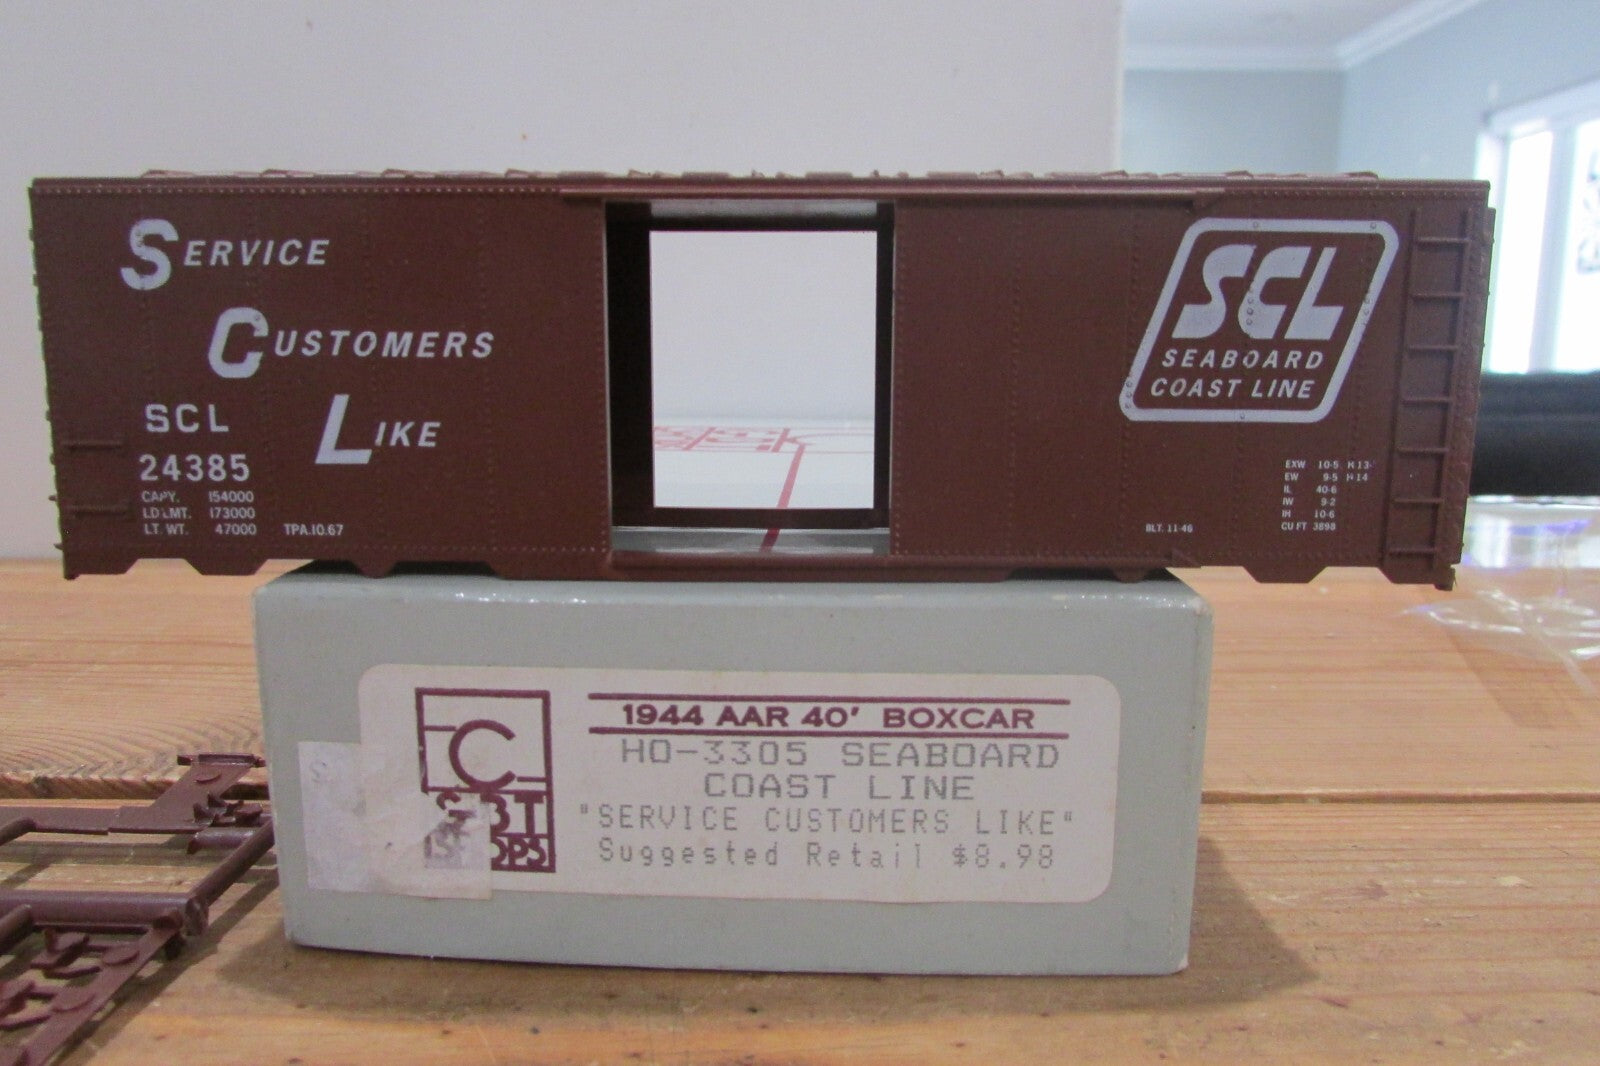 SERVICE
CUSTOMERS
LIKE
SCL
24385
CAPY. 154000
LD LMT. 173000
LT. WT. 47000 TPA.10.67
SCL
SEABOARD
COAST LINE
EXW 10-5 H 13-
EW 9-5 H 14
IL 40-6
IW 9-2
IH 10-6
CU FT 3898
BLT. 11-46
C
1944 AAR 40' BOXCAR
HO-3305 SEABOARD
COAST LINE
"SERVICE CUSTOMERS LIKE"
Suggested Retail $8.98